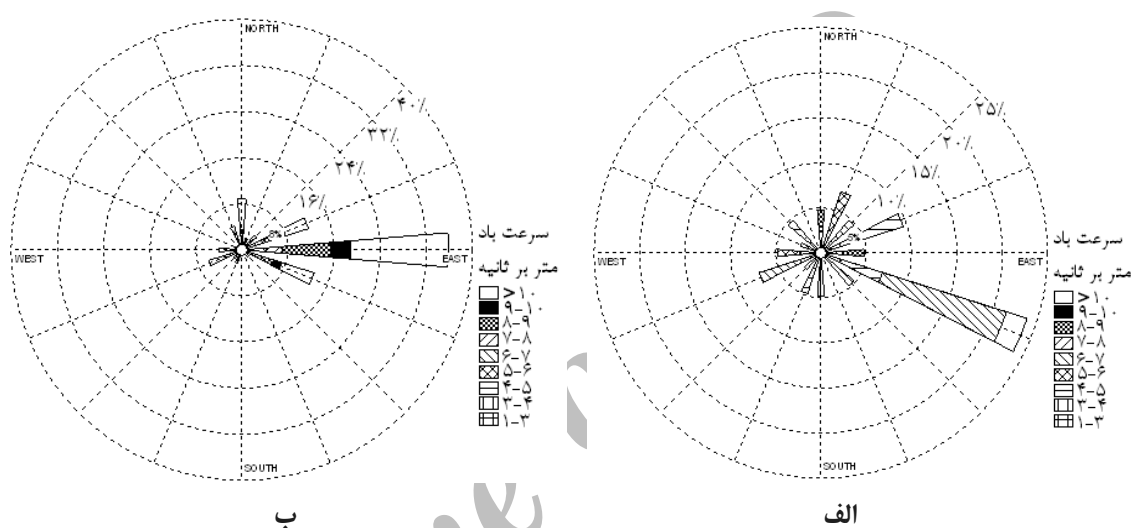 NORTH
۴۰٪
۳۲٪
۲۴٪
۱۶٪
۸%
WEST
EAST
SOUTH
سرعت باد
متر بر ثانیه
>۱۰
۹-۱۰
۸-۹
۷-۸
۶-۷
۵-۶
۴-۵
۳-۴
۱-۳
ب
NORTH
۲۵٪
۲۰٪
۱۵٪
۱۰٪
WEST
EAST
SOUTH
سرعت باد
متر بر ثانیه
>۱۰
۹-۱۰
۸-۹
۷-۸
۶-۷
۵-۶
۴-۵
۳-۴
۱-۳
الف